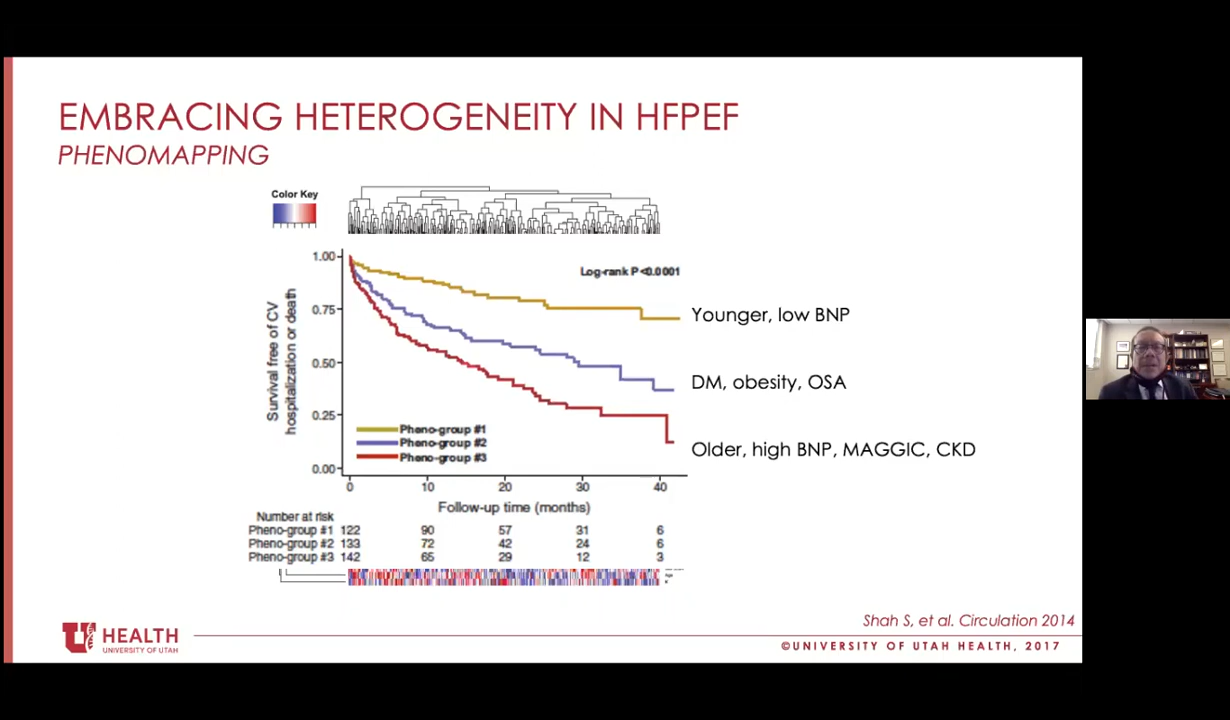 EMBRACING HETEROGENEITY IN HFPEF
PHENOMAPPING
Color Key
1.00
0.75
0.50
0.25
0.00
Survival free of CV
hospitalization or death
Log-rank P<0.0001
Pheno-group #1
Pheno-group #2
Pheno-group #3
0 10 20 30 40
Follow-up time (months)
Number at risk
Pheno-group #1 122 90 57 31 6
Pheno-group #2 133 72 42 24 6
Pheno-group #3 142 65 29 12 3
Younger, low BNP
DM, obesity, OSA
Older, high BNP, MAGGIC, CKD
Shah S, et al. Circulation 2014
U HEALTH
UNIVERSITY OF UTAH
©UNIVERSITY OF UTAH HEALTH, 2017